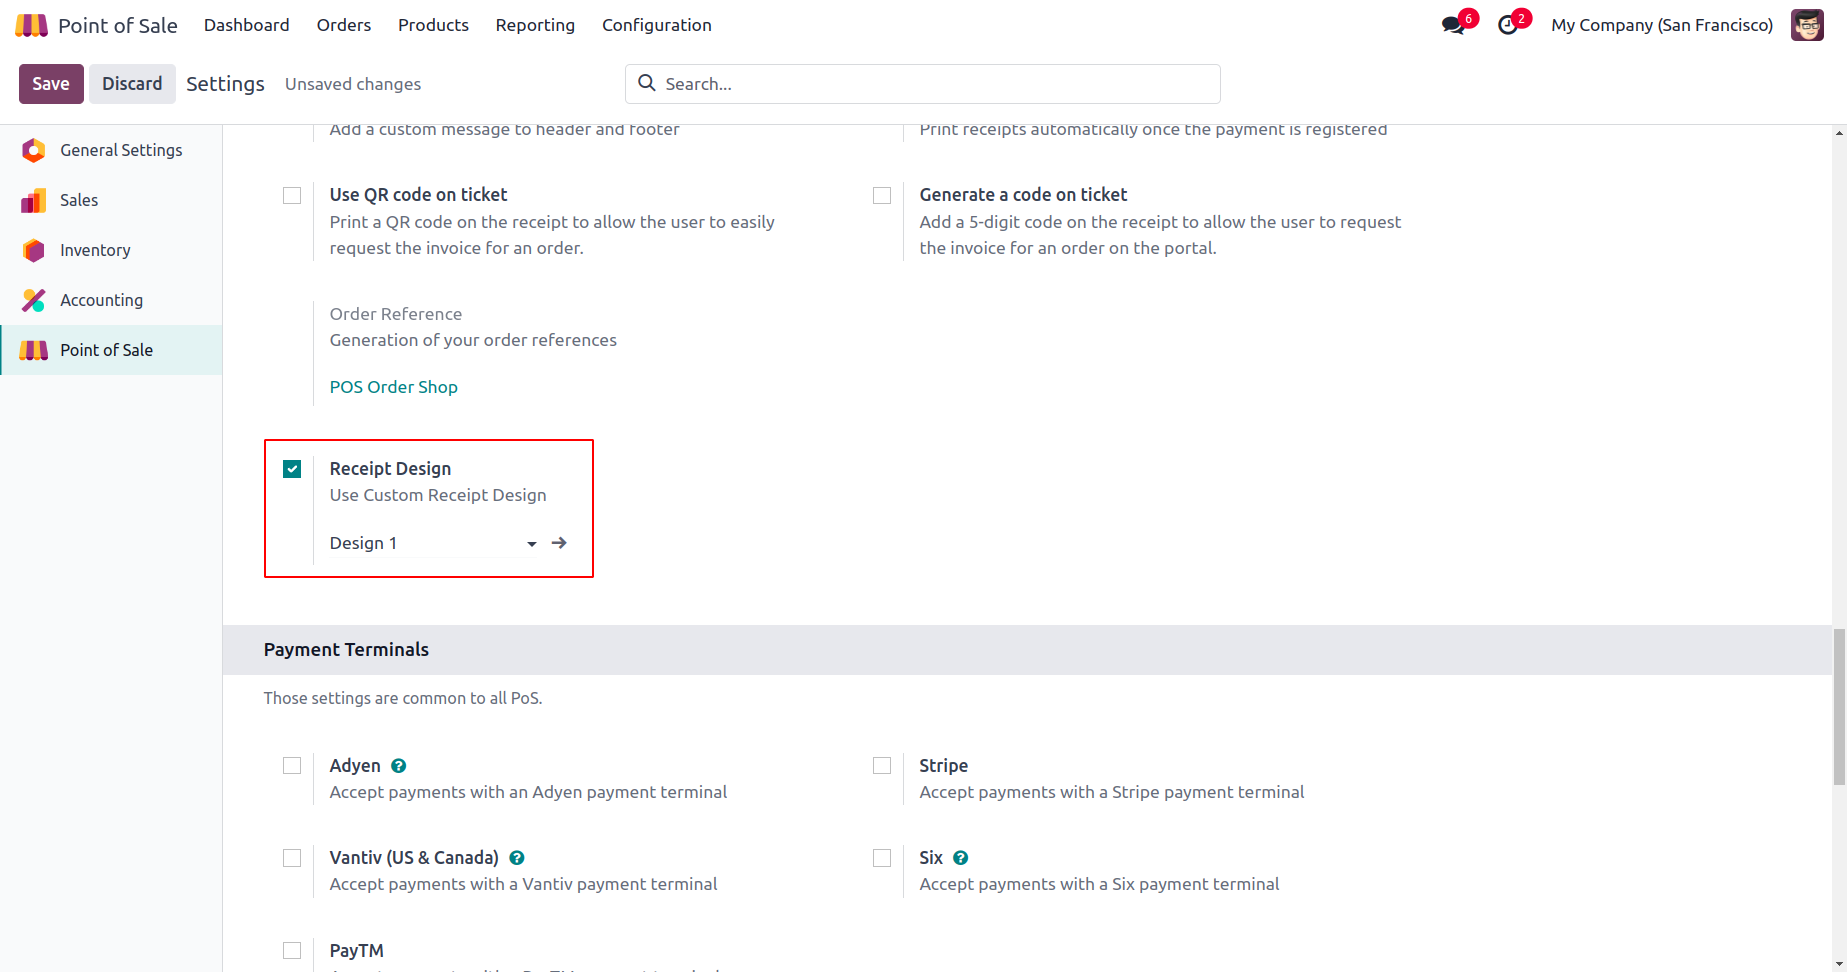 Point of Sale Dashboard Orders Products Reporting Configuration 6 2 My Company (San Francisco)
Save Discard Settings Unsaved changes Search...
General Settings
Sales
Inventory
Accounting
Point of Sale
Add a custom message to header and footer
Print receipts automatically once the payment is registered
Use QR code on ticket
Print a QR code on the receipt to allow the user to easily
request the invoice for an order.
Generate a code on ticket
Add a 5-digit code on the receipt to allow the user to request
the invoice for an order on the portal.
Order Reference
Generation of your order references
POS Order Shop
Receipt Design
Use Custom Receipt Design
Design 1
Payment Terminals
Those settings are common to all PoS.
Adyen ?
Accept payments with an Adyen payment terminal
Stripe
Accept payments with a Stripe payment terminal
Vantiv (US & Canada) ?
Accept payments with a Vantiv payment terminal
Six ?
Accept payments with a Six payment terminal
PayTM